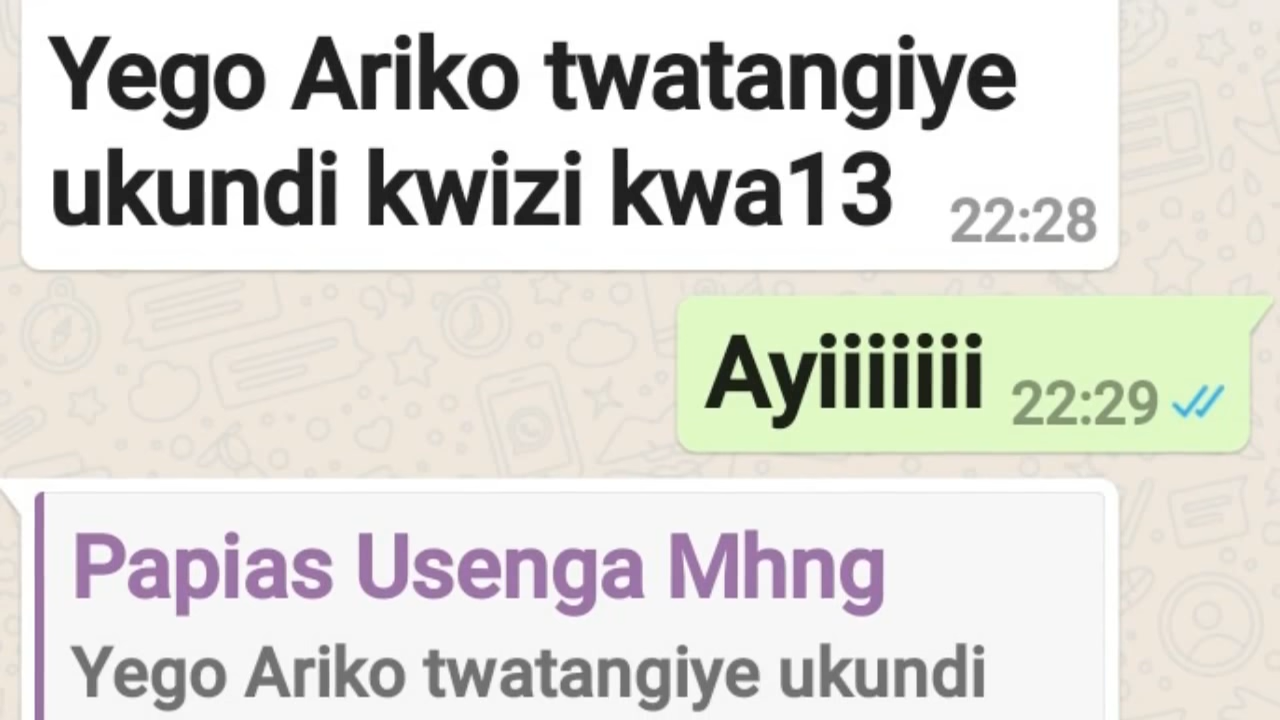 Yego Ariko twatangiye
ukundi kwizi kwa13
22:28
Ayiiiiiii
22:29
Papias Usenga Mhng
Yego Ariko twatangiye ukundi